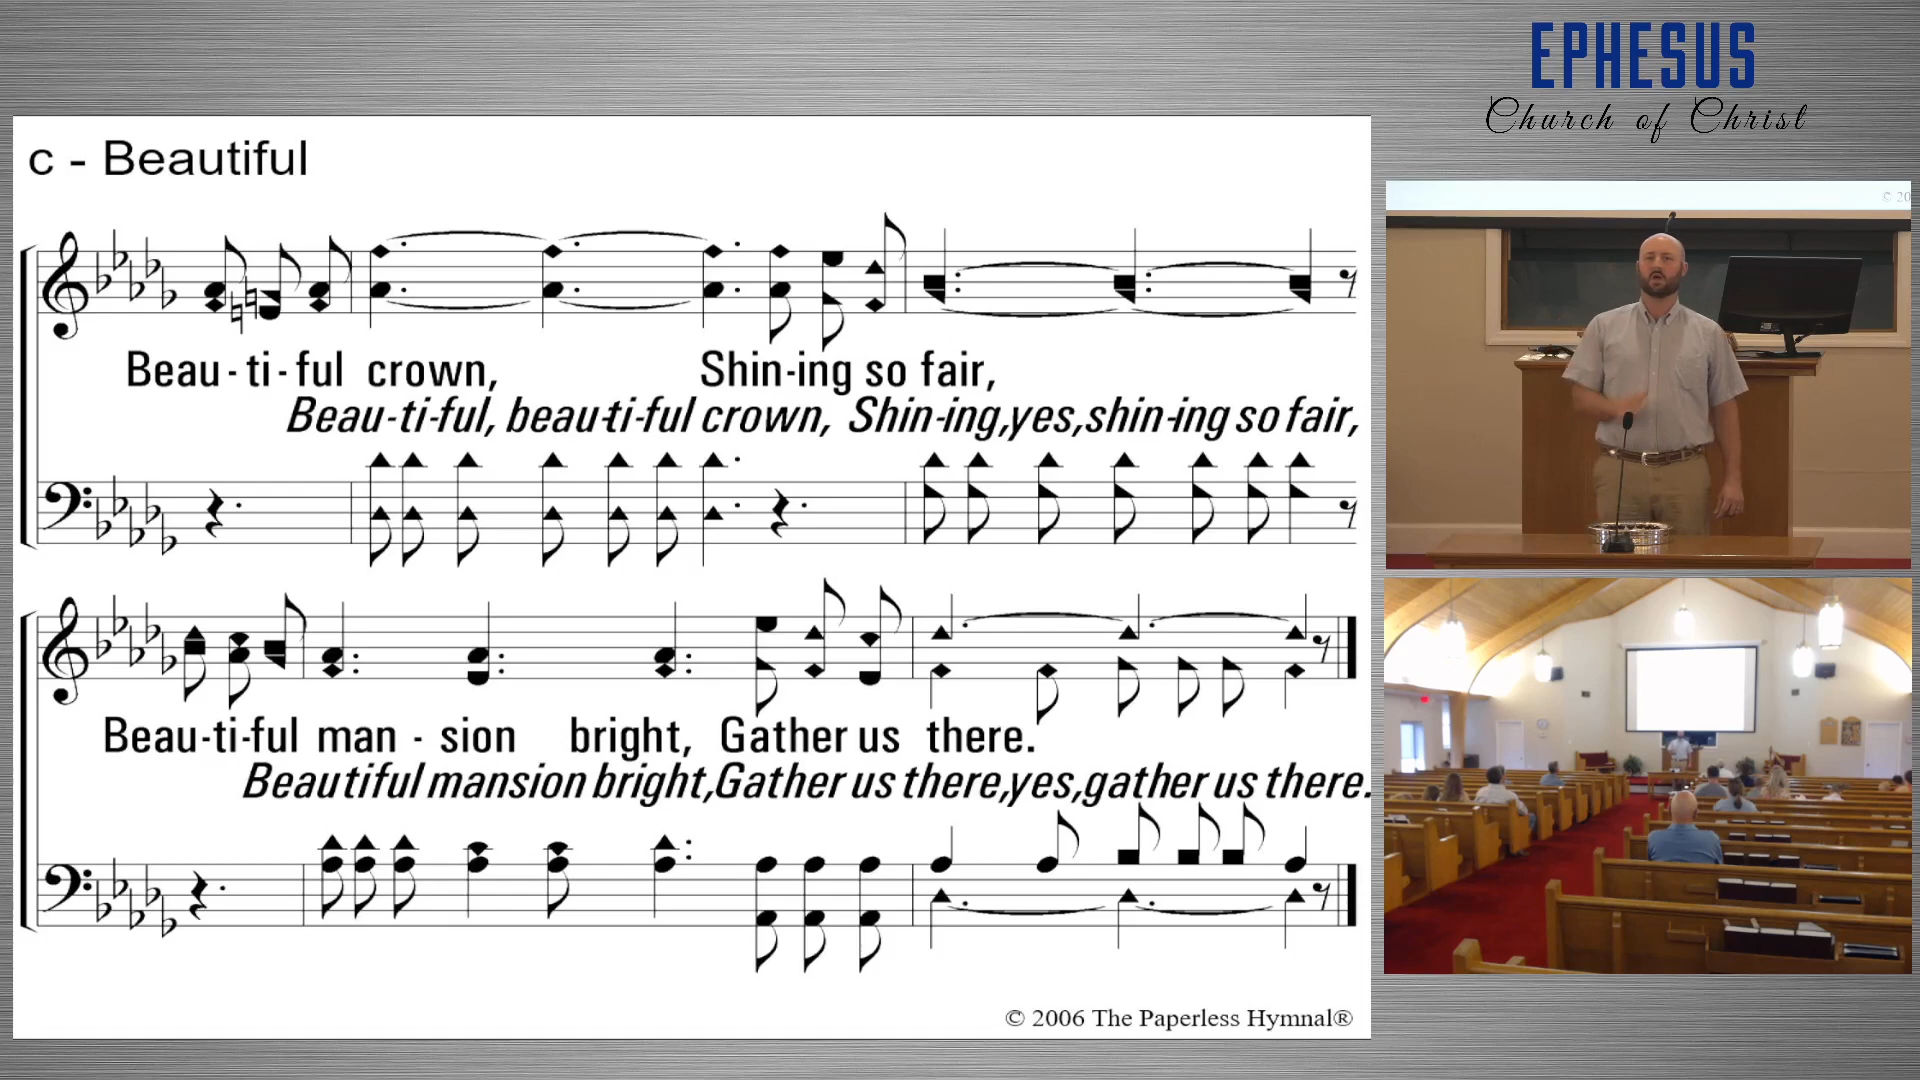 EPHESUS
Church of Christ
c - Beautiful
Beau - ti - ful crown, Shin-ing so fair,
Beau-ti-ful, beau-ti-ful crown, Shin-ing,yes,shin-ing so fair,
Beau-ti-ful man - sion bright, Gather us there.
Beautiful mansion bright,Gather us there,yes,gather us there.
© 2006 The Paperless Hymnal®
© 20